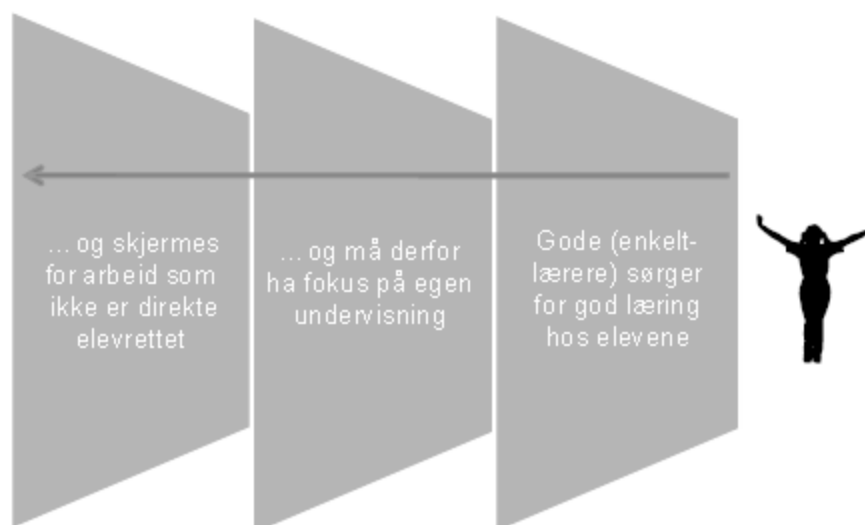 ... og skjermes
for arbeid som
ikke er direkte
elevrettet
... og må derfor
ha fokus på egen
undervisning
Gode (enkelt-
lærere) sørger
for god læring
hos elevene